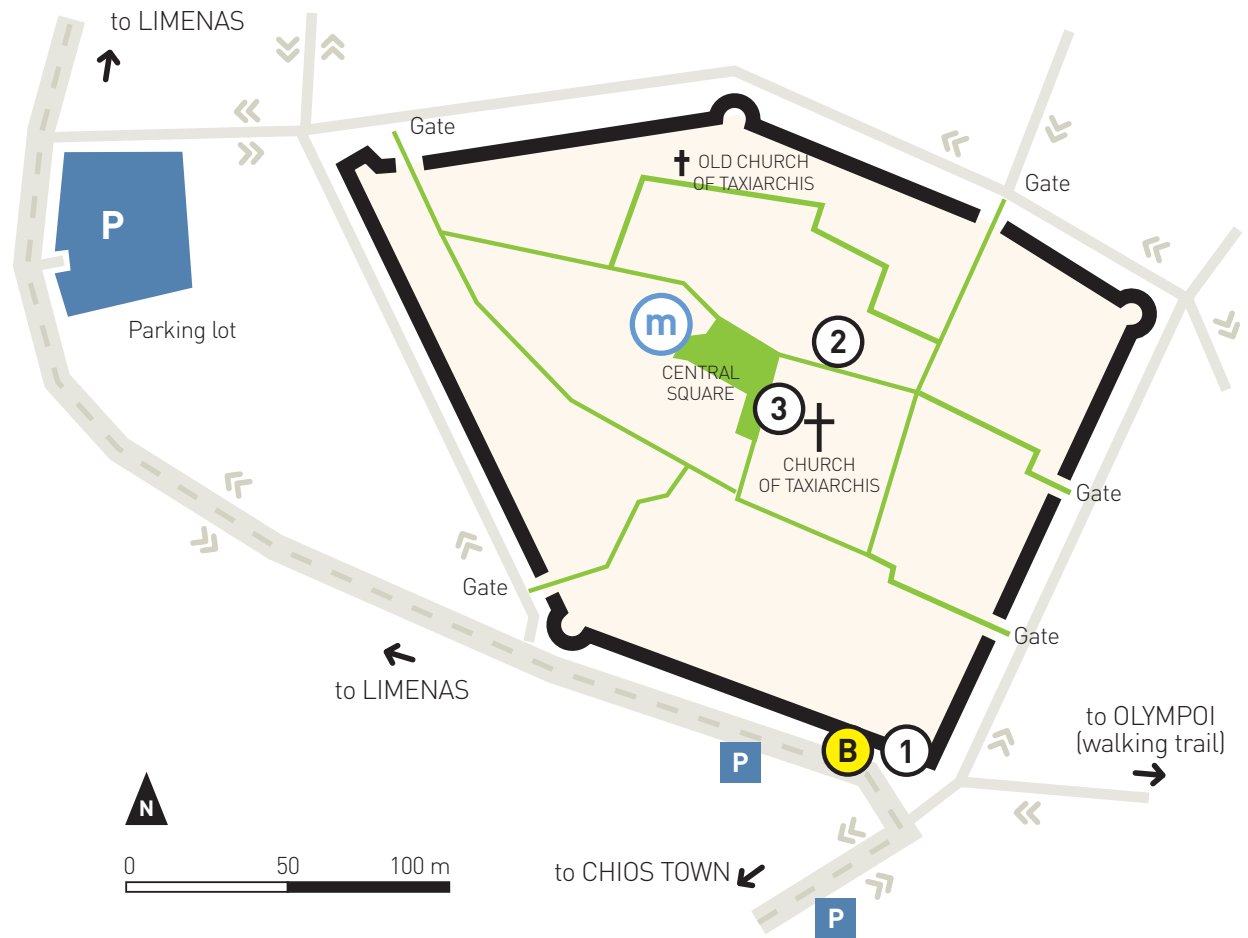 to LIMENAS
Gate
OLD CHURCH
OF TAXIARCHIS
Gate
P
Parking lot
m
2
CENTRAL
SQUARE
3
CHURCH
OF TAXIARCHIS
Gate
Gate
Gate
to LIMENAS
to OLYMPOI
(walking trail)
B
1
P
N
0 50 100 m
to CHIOS TOWN
P